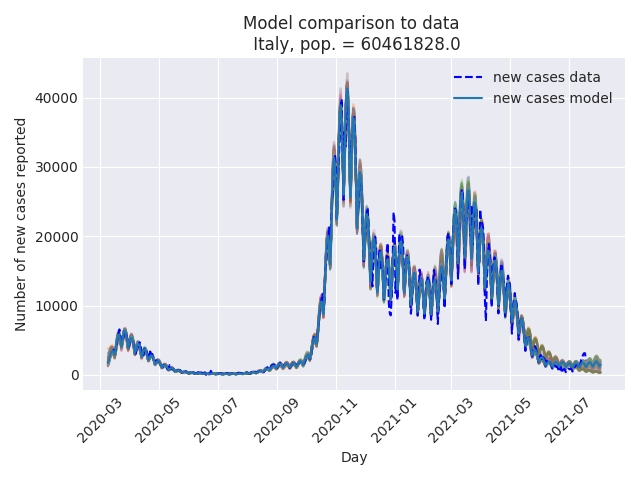 Model comparison to data
Italy, pop. = 60461828.0
new cases data
new cases model
Number of new cases reported
40000
30000
20000
10000
0
2020-03
2020-05
2020-07
2020-09
2020-11
2021-01
2021-03
2021-05
2021-07
Day